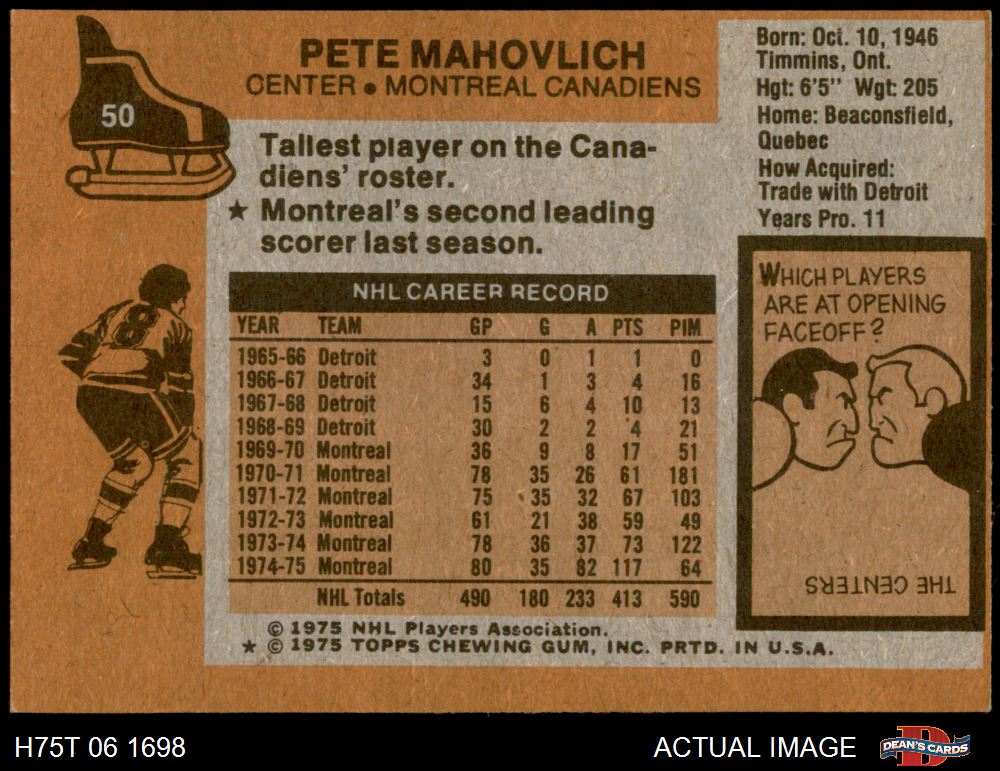 50
PETE MAHOVLICH
CENTER • MONTREAL CANADIENS
Tallest player on the Cana-
diens' roster.
★ Montreal's second leading
scorer last season.
Born: Oct. 10, 1946
Timmins, Ont.
Hgt: 6'5" Wgt: 205
Home: Beaconsfield,
Quebec
How Acquired:
Trade with Detroit
Years Pro. 11
8
NHL CAREER RECORD
YEAR TEAM GP G A PTS PIM
1965-66 Detroit 3 0 1 1 0
1966-67 Detroit 34 1 3 4 16
1967-68 Detroit 15 6 4 10 13
1968-69 Detroit 30 2 2 4 21
1969-70 Montreal 36 9 8 17 51
1970-71 Montreal 78 35 26 61 181
1971-72 Montreal 75 35 32 67 103
1972-73 Montreal 61 21 38 59 49
1973-74 Montreal 78 36 37 73 122
1974-75 Montreal 80 35 82 117 64
NHL Totals 490 180 233 413 590
WHICH PLAYERS
ARE AT OPENING
FACEOFF?
THE CENTERS
© 1975 NHL Players Association.
★ © 1975 TOPPS CHEWING GUM, INC. PRTD. IN U.S.A.
H75T 06 1698
ACTUAL IMAGE
D
DEAN'S CARDS